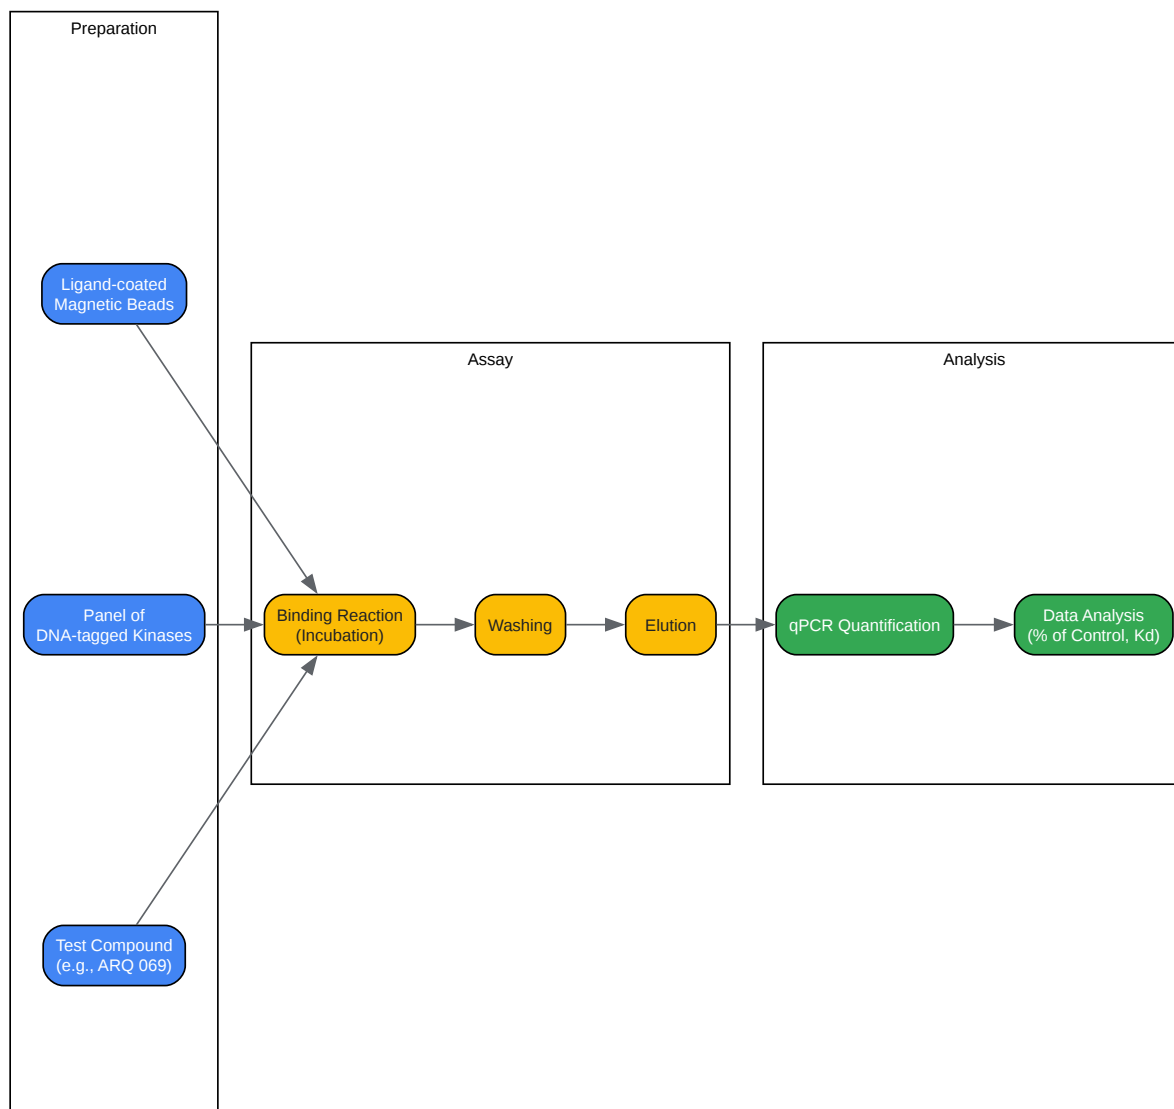 Preparation
Ligand-coated
Magnetic Beads
Panel of
DNA-tagged Kinases
Test Compound
(e.g., ARQ 069)
Assay
Binding Reaction
(Incubation)
Washing
Elution
Analysis
qPCR Quantification
Data Analysis
(% of Control, Kd)